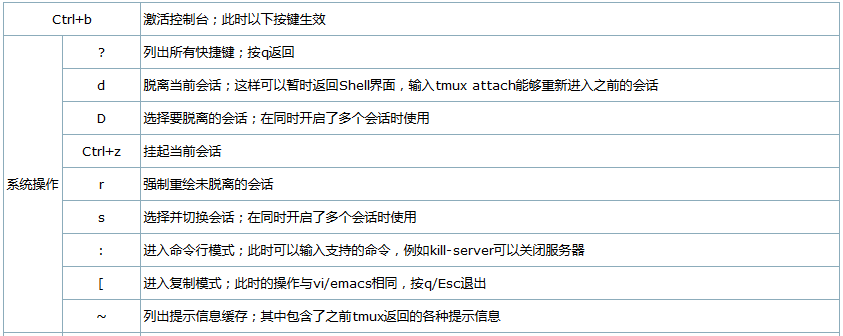 Ctrl+b 激活控制台；此时以下按键生效
系统操作
? 列出所有快捷键；按q返回
d 脱离当前会话；这样可以暂时返回Shell界面，输入tmux attach能够重新进入之前的会话
D 选择要脱离的会话；在同时开启了多个会话时使用
Ctrl+z 挂起当前会话
r 强制重绘未脱离的会话
s 选择并切换会话；在同时开启了多个会话时使用
: 进入命令行模式；此时可以输入支持的命令，例如kill-server可以关闭服务器
[ 进入复制模式；此时的操作与vi/emacs相同，按q/Esc退出
~ 列出提示信息缓存；其中包含了之前tmux返回的各种提示信息